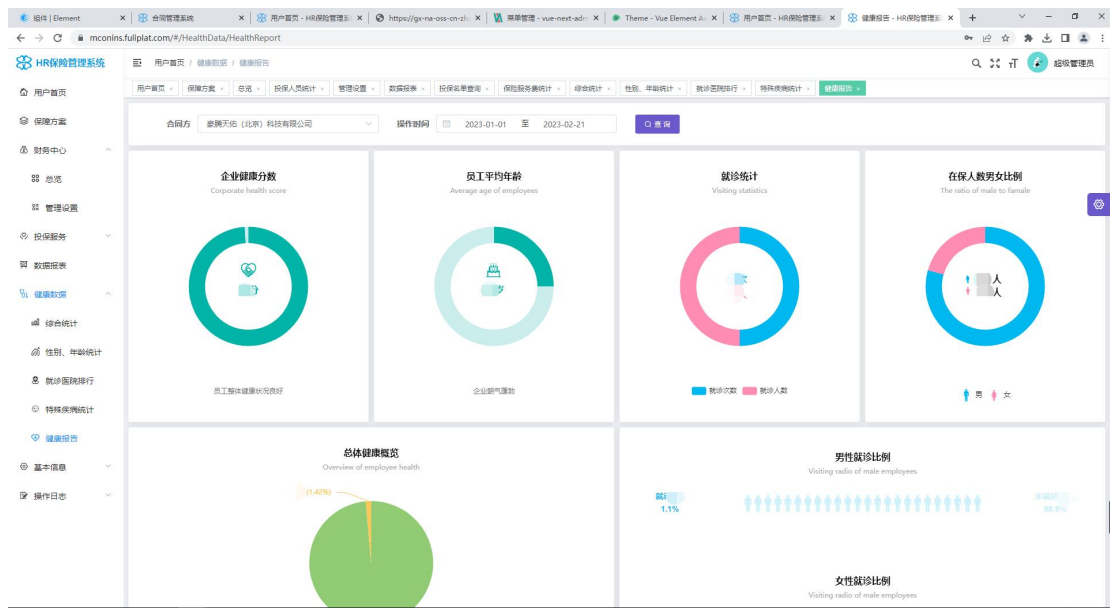 组件 | Element
合同管理系统
用户首页 - HR保险管理系
https://gx-na-oss-cn-zh
菜单管理 - vue-next-adm
Theme - Vue Element A
用户首页 - HR保险管理系
健康报告 - HR保险管理系
mconins.fuliplat.com/#/HealthData/HealthReport
HR保险管理系统
用户首页 / 健康数据 / 健康报告
超级管理员
用户首页
保障方案
总览
投保人员统计
管理设置
数据报表
投保名单查询
保险服务费统计
综合统计
性别、年龄统计
就诊医院排行
特殊疾病统计
健康报告
用户首页
保障方案
财务中心
总览
管理设置
投保服务
数据报表
健康数据
综合统计
性别、年龄统计
就诊医院排行
特殊疾病统计
健康报告
基本信息
操作日志
合同方 豪腾天佑（北京）科技有限公司 操作时间 2023-01-01 至 2023-02-21 查询
企业健康分数
Corporate health score
员工整体健康状况良好
员工平均年龄
Average age of employees
岁
企业朝气蓬勃
就诊统计
Visiting statistics
就诊次数 就诊人数
在保人数男女比例
The ratio of male to famale
人
人
男 女
总体健康概览
Overview of employee health
(1.42%)
男性就诊比例
Visiting radio of male employees
1.1%
女性就诊比例
Visiting radio of male employees